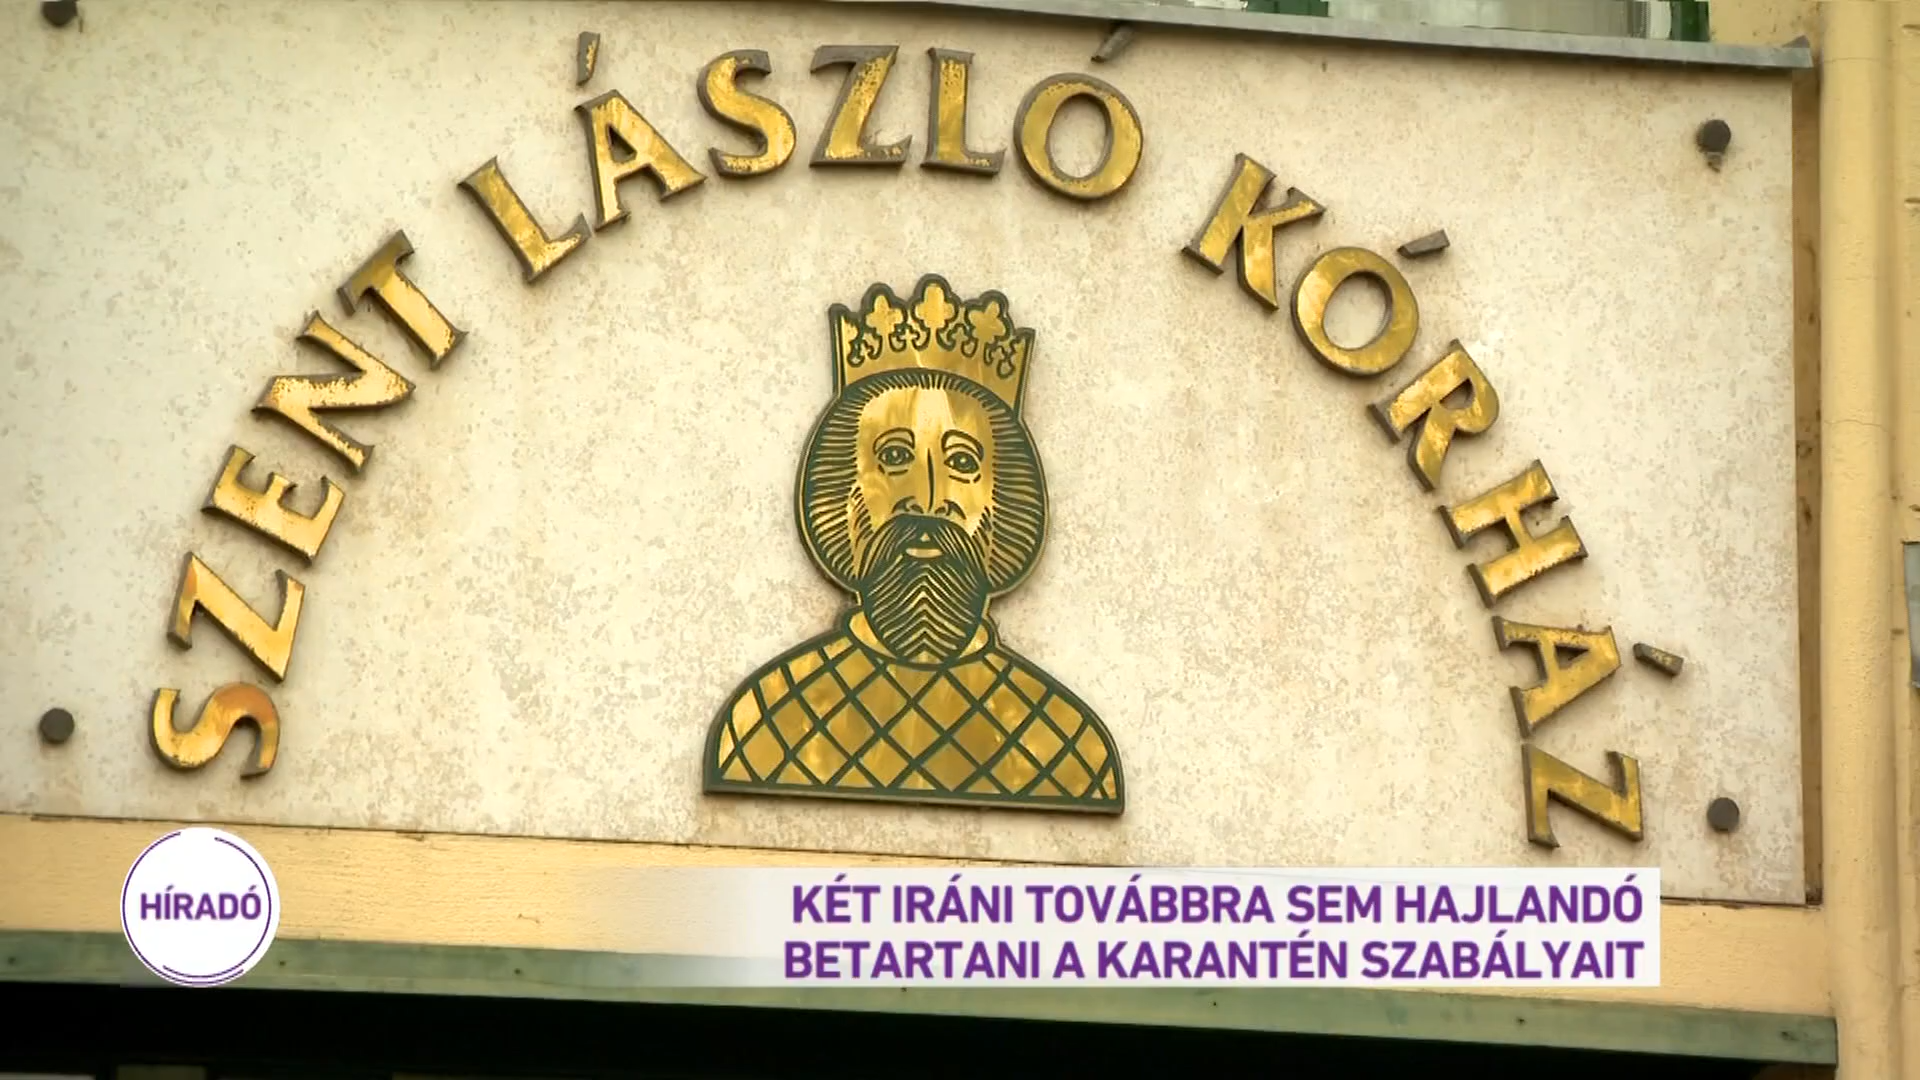 SZENT LÁSZLÓ KÓRHÁZ
HÍRADÓ
KÉT IRÁNI TOVÁBBRA SEM HAJLANDÓ
BETARTANI A KARANTÉN SZABÁLYAIT